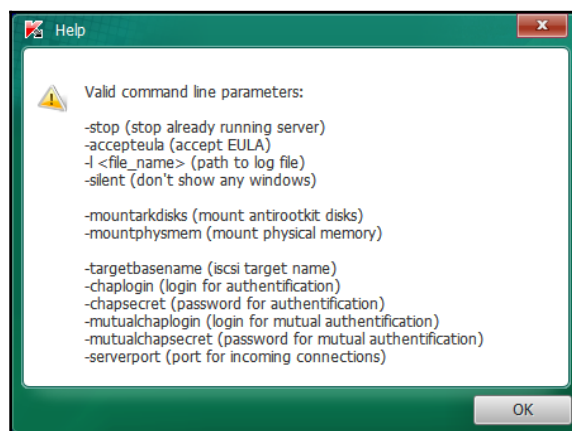 Help
Valid command line parameters:
-stop (stop already running server)
-accepteula (accept EULA)
-l <file_name> (path to log file)
-silent (don't show any windows)
-mountarkdisks (mount antirootkit disks)
-mountphysmem (mount physical memory)
-targetbasename (iscsi target name)
-chaplogin (login for authentification)
-chapsecret (password for authentification)
-mutualchaplogin (login for mutual authentification)
-mutualchapsecret (password for mutual authentification)
-serverport (port for incoming connections)
OK